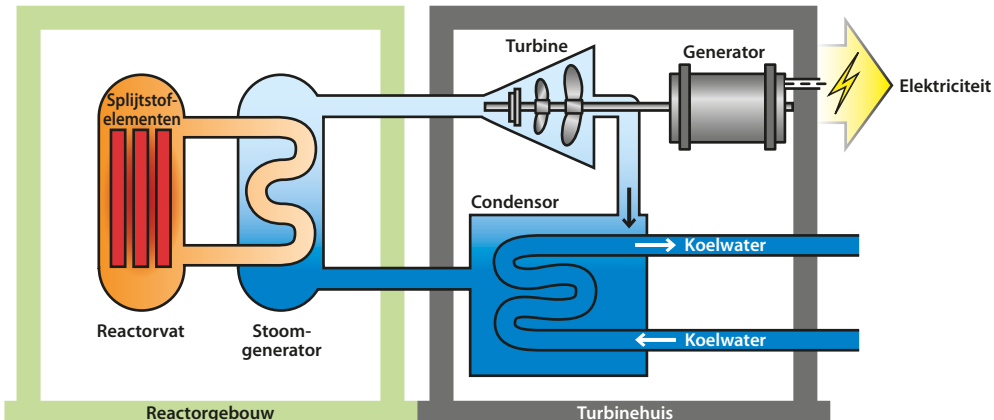 Turbine
Generator
Elektriciteit
Splijtstof-
elementen
Condensor
Koelwater
Koelwater
Reactorvat
Stoom-
generator
Reactorgebouw
Turbinehuis